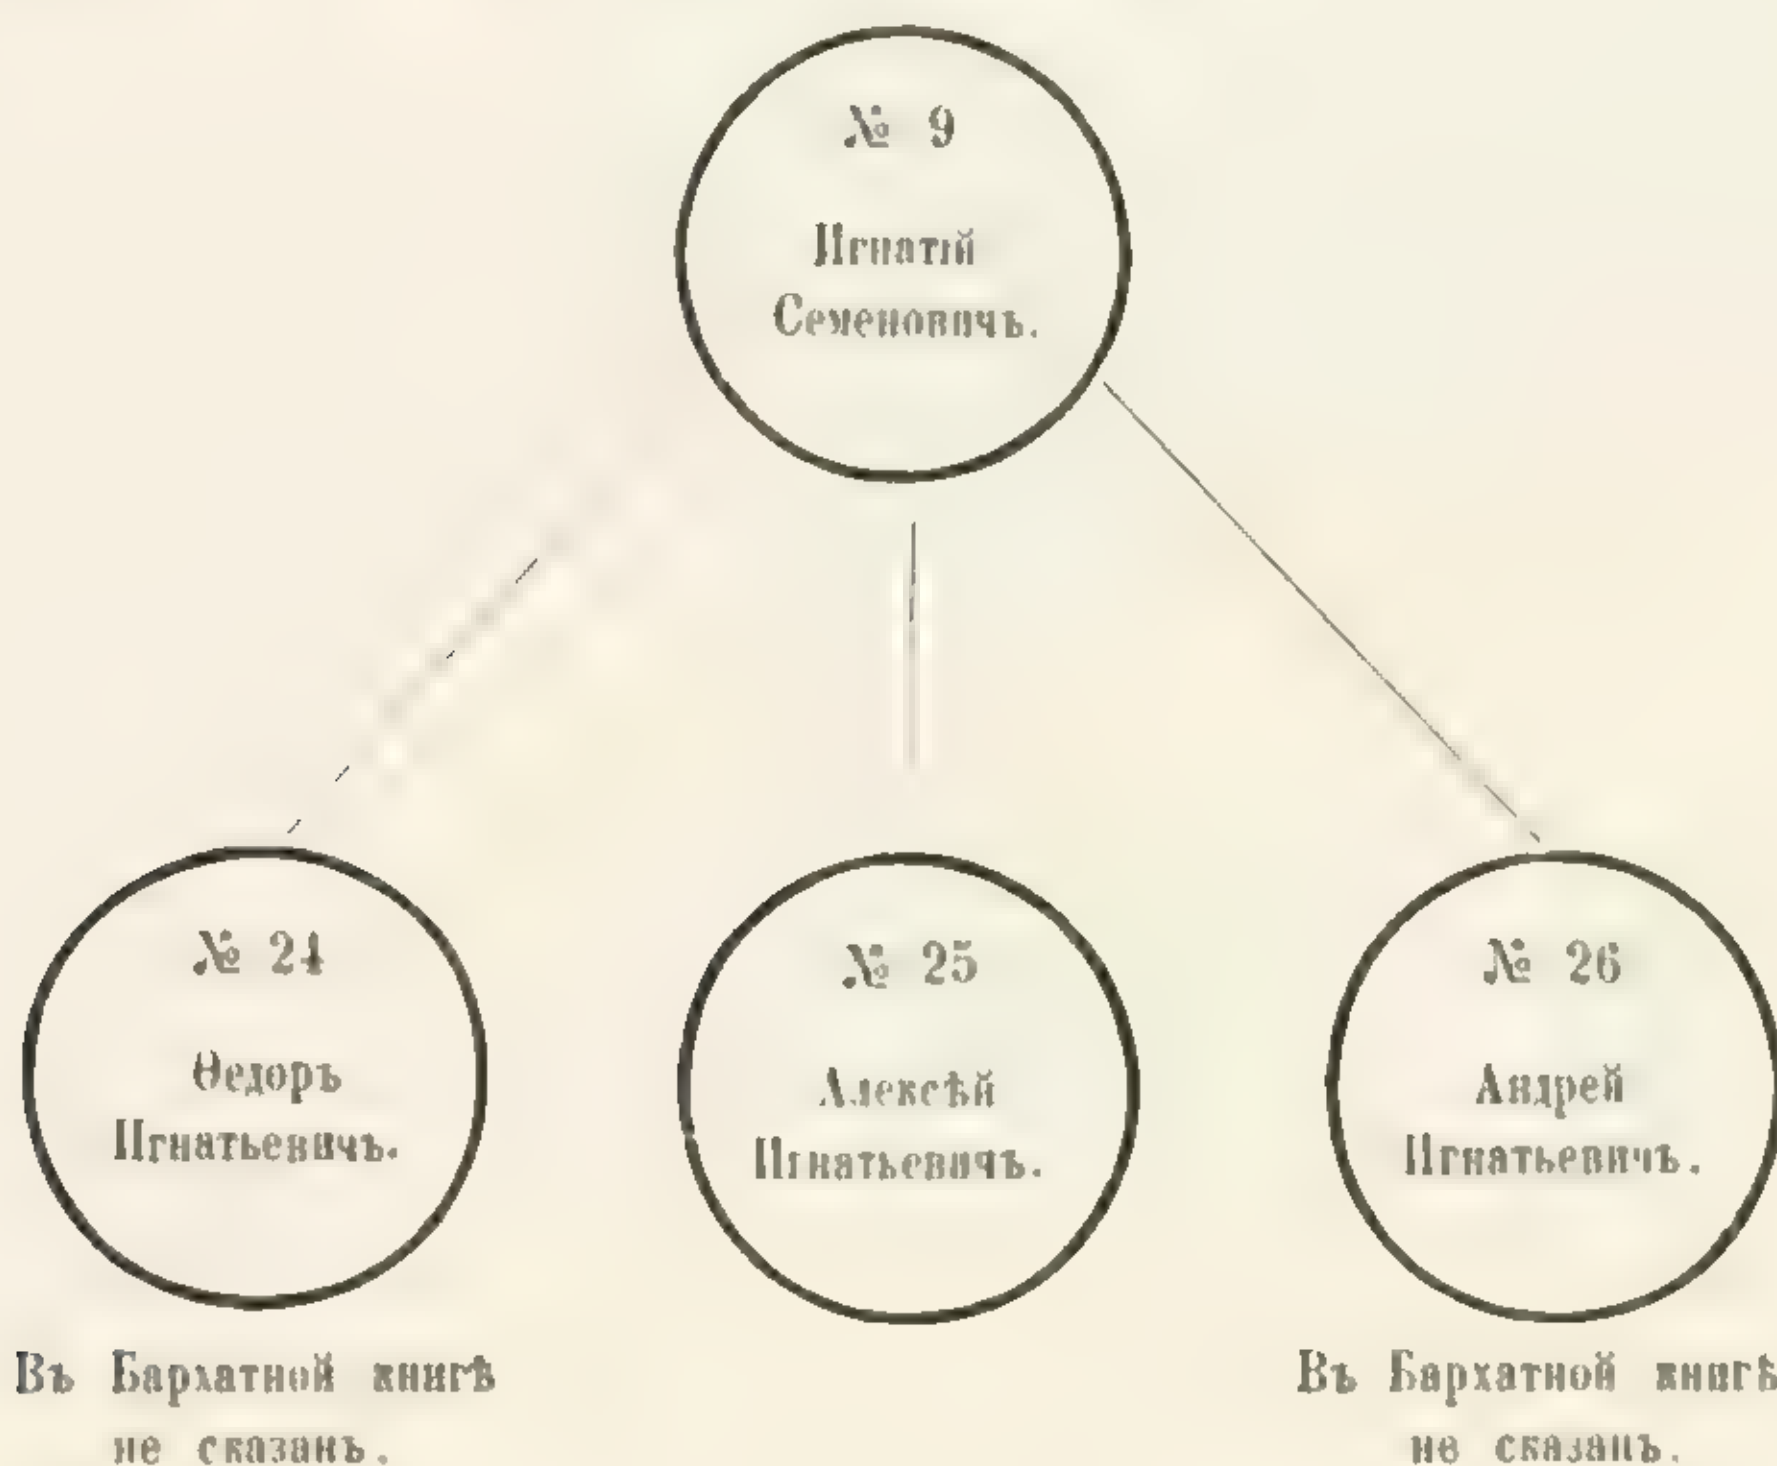 № 9
Игнатій
Семеновичъ.
№ 24
Ѳедоръ
Игнатьевичъ.
№ 25
Алексѣй
Игнатьевичъ.
№ 26
Андрей
Игнатьевичъ.
Въ Бархатной книгѣ
не сказанъ.
Въ Бархатной книгѣ
не сказанъ.